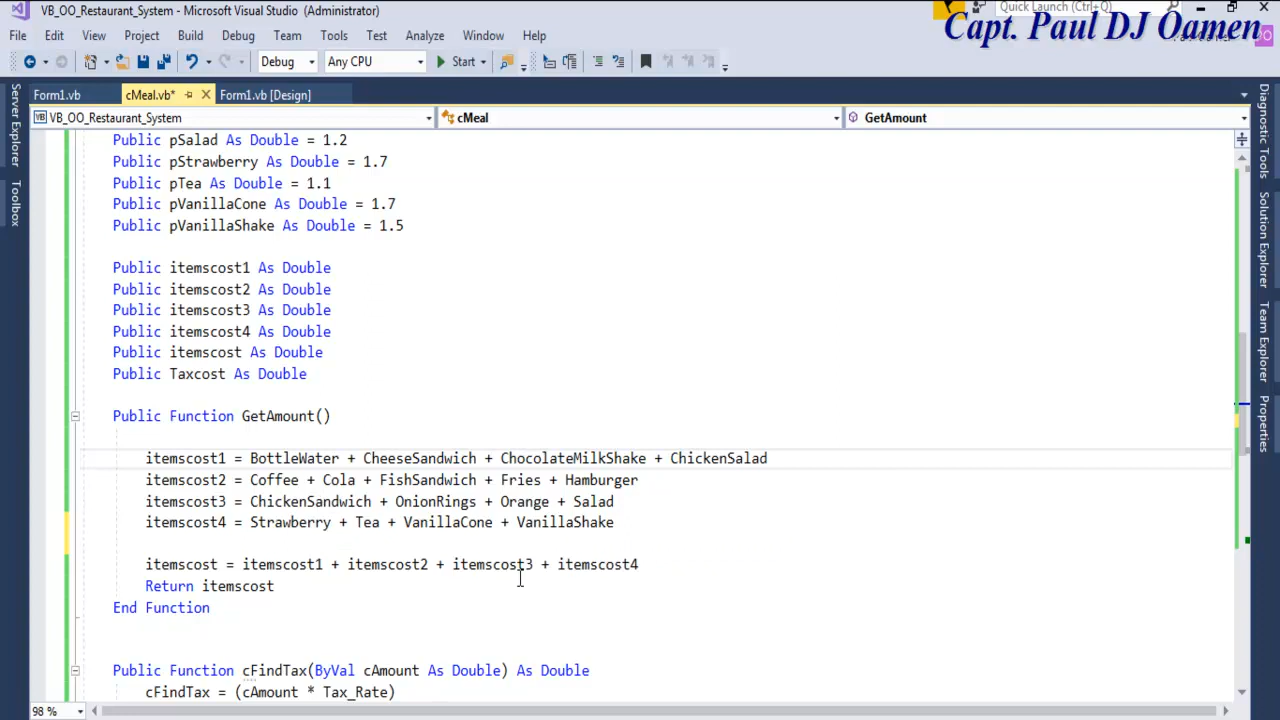 VB_OO_Restaurant_System - Microsoft Visual Studio (Administrator)
Quick Launch (Ctrl+Q)
Capt. Paul DJ Oamen
File Edit View Project Build Debug Team Tools Test Analyze Window Help
Debug Any CPU Start
Form1.vb cMeal.vb* Form1.vb [Design]
VB_OO_Restaurant_System cMeal GetAmount
Server Explorer
Toolbox
Public pSalad As Double = 1.2
Public pStrawberry As Double = 1.7
Public pTea As Double = 1.1
Public pVanillaCone As Double = 1.7
Public pVanillaShake As Double = 1.5
Public itemscost1 As Double
Public itemscost2 As Double
Public itemscost3 As Double
Public itemscost4 As Double
Public itemscost As Double
Public Taxcost As Double
Public Function GetAmount()
itemscost1 = BottleWater + CheeseSandwich + ChocolateMilkShake + ChickenSalad
itemscost2 = Coffee + Cola + FishSandwich + Fries + Hamburger
itemscost3 = ChickenSandwich + OnionRings + Orange + Salad
itemscost4 = Strawberry + Tea + VanillaCone + VanillaShake
itemscost = itemscost1 + itemscost2 + itemscost3 + itemscost4
Return itemscost
End Function
Public Function cFindTax(ByVal cAmount As Double) As Double
cFindTax = (cAmount * Tax_Rate)
98 %
Diagnostic Tools
Solution Explorer
Team Explorer
Properties